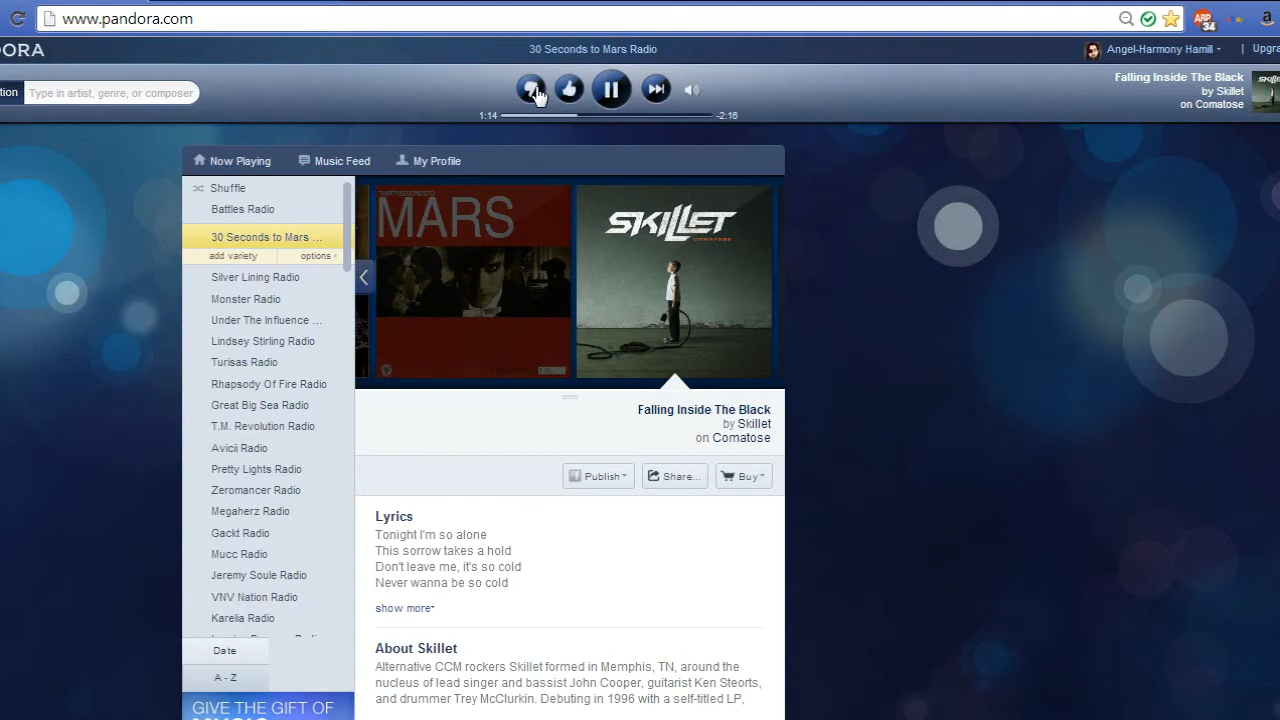 www.pandora.com
ABP
34
DORA
30 Seconds to Mars Radio
Angel-Harmony Hamill
Upgra
tion
Type in artist, genre, or composer
1:14
-2:16
Falling Inside The Black
by Skillet
on Comatose
Now Playing
Music Feed
My Profile
Shuffle
Battles Radio
30 Seconds to Mars ...
add variety
options
Silver Lining Radio
Monster Radio
Under The Influence ...
Lindsey Stirling Radio
Turisas Radio
Rhapsody Of Fire Radio
Great Big Sea Radio
T.M. Revolution Radio
Avicii Radio
Pretty Lights Radio
Zeromancer Radio
Megaherz Radio
Gackt Radio
Mucc Radio
Jeremy Soule Radio
VNV Nation Radio
Karelia Radio
Date
A - Z
GIVE THE GIFT OF
MARS
SKILLET
COMATOSE
Falling Inside The Black
by Skillet
on Comatose
Publish
Share...
Buy
Lyrics
Tonight I'm so alone
This sorrow takes a hold
Don't leave me, it's so cold
Never wanna be so cold
show more
About Skillet
Alternative CCM rockers Skillet formed in Memphis, TN, around the
nucleus of lead singer and bassist John Cooper, guitarist Ken Steorts,
and drummer Trey McClurkin. Debuting in 1996 with a self-titled LP,